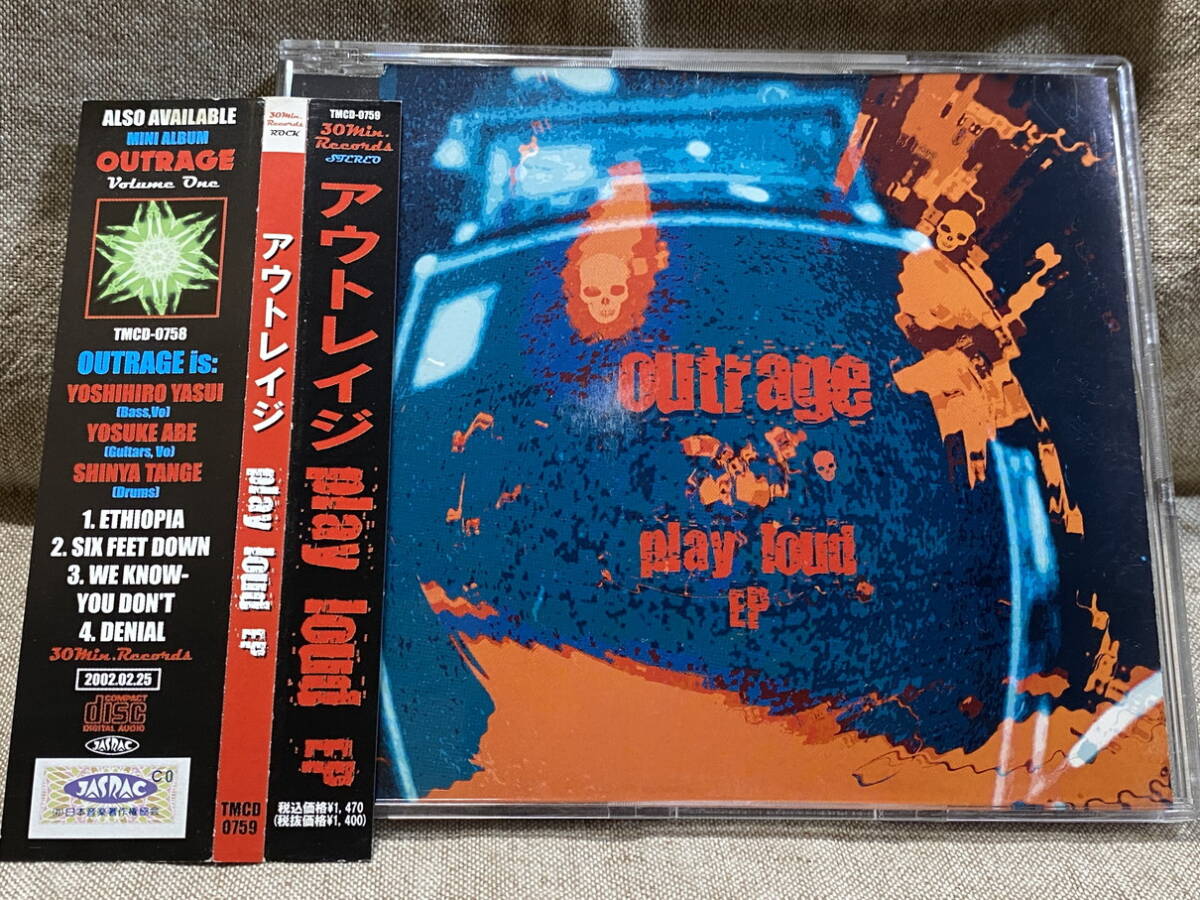 ALSO AVAILABLE
MINI ALBUM
OUTRAGE
Volume One
TMCD-0758
OUTRAGE is:
YOSHIHIRO YASUI
(Bass,Vo)
YOSUKE ABE
(Guitars, Vo)
SHINYA TANGE
(Drums)
1. ETHIOPIA
2. SIX FEET DOWN
3. WE KNOW-
YOU DON'T
4. DENIAL
30Min.Records
2002.02.25
COMPACT
disc
DIGITAL AUDIO
JASRAC
C0
JASRAC
日本音楽著作権協会
30Min.
Records
ROCK
アウトレイジ
play loud EP
TMCD
0759
TMCD-0759
30Min.
Records
STEREO
アウトレイジ
play loud EP
税込価格¥1,470
(税抜価格¥1,400)
outrage
play loud
EP